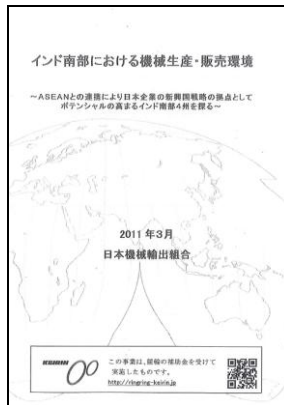 インド南部における機械生産・販売環境
～ASEANとの連携により日本企業の新興国戦略の拠点として
ポテンシャルの高まるインド南部4州を探る～
2011年3月
日本機械輸出組合
KEIRIN
この事業は、競輪の補助金を受けて
実施したものです。
http://ringring-keirin.jp